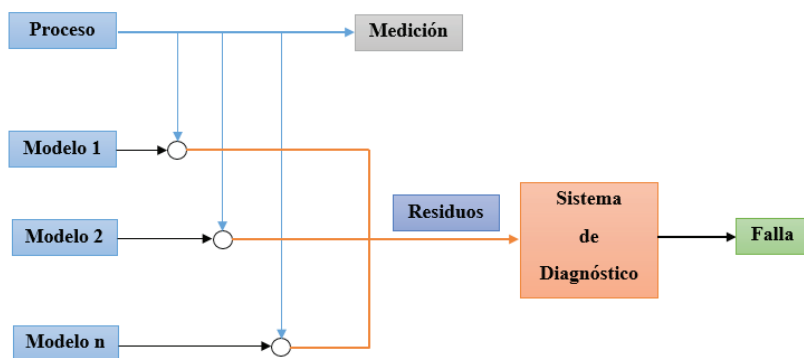 Proceso
Medición
Modelo 1
Modelo 2
Residuos
Sistema
de
Diagnóstico
Falla
Modelo n